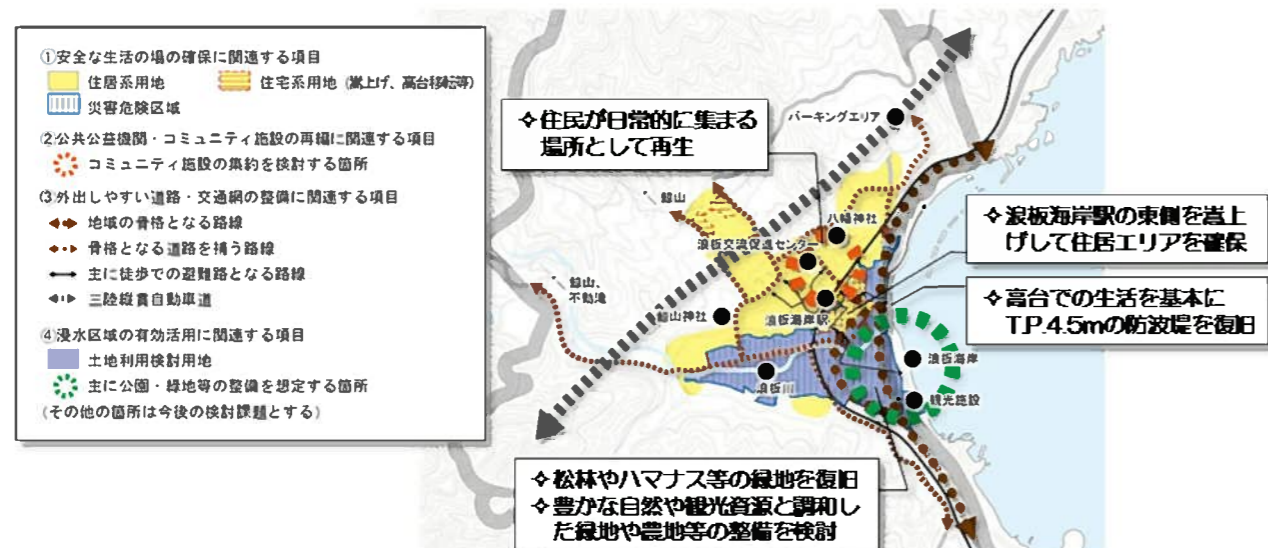 ①安全な生活の場の確保に関連する項目
住居系用地
住宅系用地（嵩上げ、高台移転等）
災害危険区域
②公共公益機関・コミュニティ施設の再編に関連する項目
コミュニティ施設の集約を検討する箇所
③外出しやすい道路・交通網の整備に関連する項目
地域の骨格となる路線
骨格となる道路を補う路線
主に徒歩での避難路となる路線
三陸縦貫自動車道
④浸水区域の有効活用に関連する項目
土地利用検討用地
主に公園・緑地等の整備を想定する箇所
（その他の箇所は今後の検討課題とする）
✧住民が日常的に集まる
場所として再生
パーキングエリア
鯨山
八幡神社
浪板交流促進センター
✧浪板海岸駅の東側を嵩上
げして住居エリアを確保
鯨山、
不動滝
鯨山神社
浪板海岸駅
✧高台での生活を基本に
T.P.4.5mの防波堤を復旧
浪板海岸
浪板川
観光施設
✧松林やハマナス等の緑地を復旧
✧豊かな自然や観光資源と調和し
た緑地や農地等の整備を検討